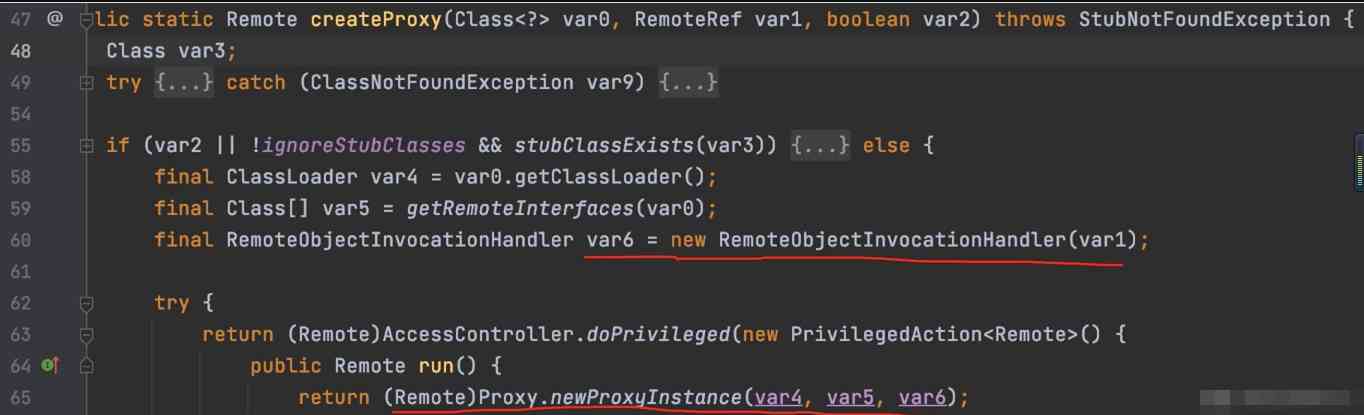 47 @ lic static Remote createProxy(Class<?> var0, RemoteRef var1, boolean var2) throws StubNotFoundException {
48 Class var3;
49 try {...} catch (ClassNotFoundException var9) {...}
54
55 if (var2 || !ignoreStubClasses && stubClassExists(var3)) {...} else {
58 final ClassLoader var4 = var0.getClassLoader();
59 final Class[] var5 = getRemoteInterfaces(var0);
60 final RemoteObjectInvocationHandler var6 = new RemoteObjectInvocationHandler(var1);
61
62 try {
63 return (Remote)AccessController.doPrivileged(new PrivilegedAction<Remote>() {
64 public Remote run() {
65 return (Remote)Proxy.newProxyInstance(var4, var5, var6);